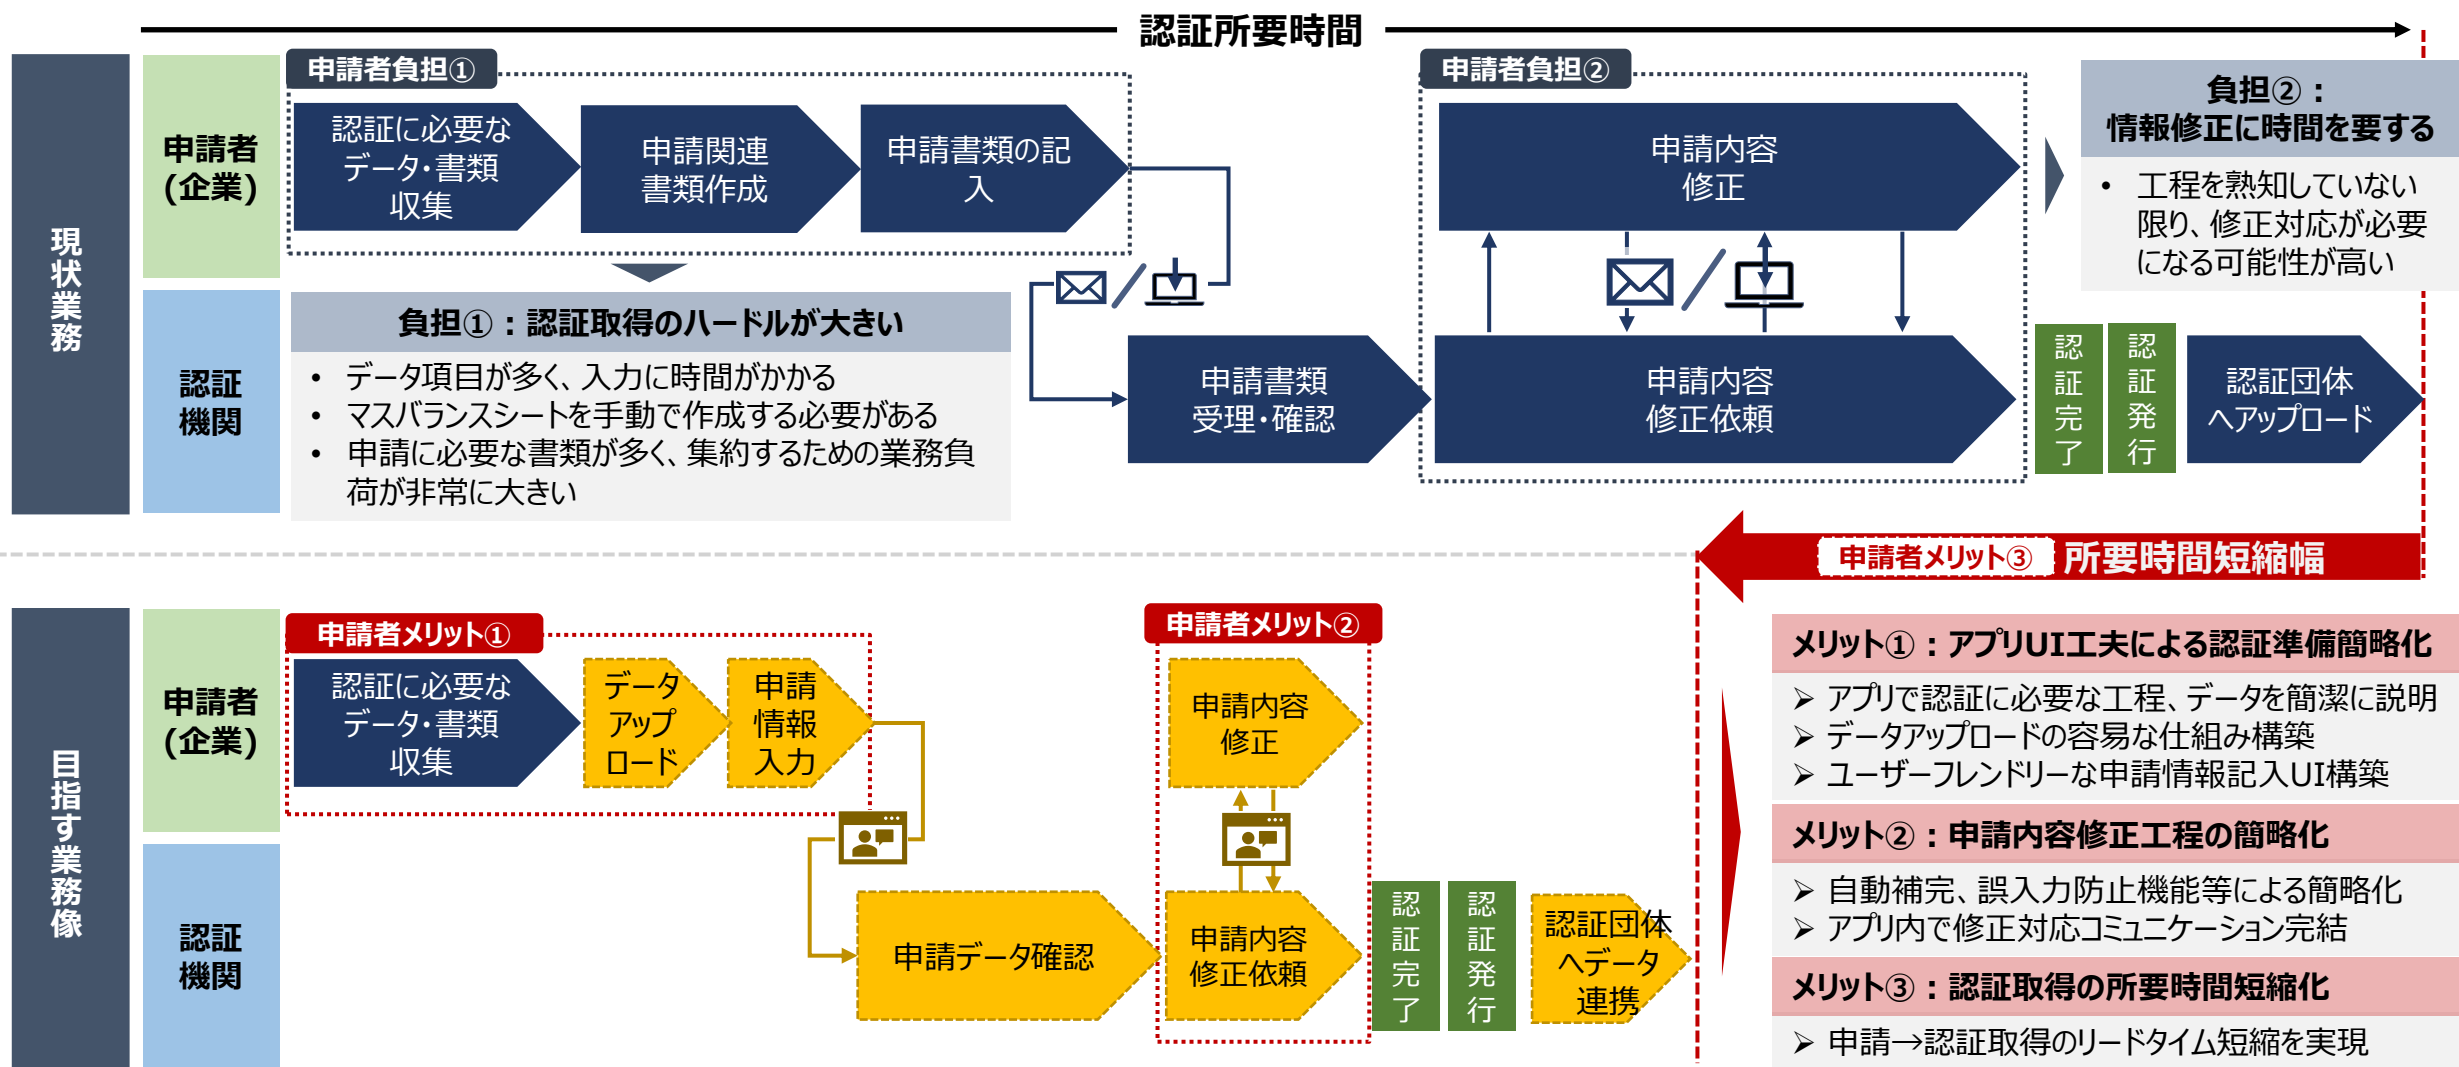 認証所要時間
現状業務
申請者
(企業)
申請者負担①
認証に必要な
データ・書類
収集
申請関連
書類作成
申請書類の記
入
申請者負担②
申請内容
修正
負担②：
情報修正に時間を要する
• 工程を熟知していない
限り、修正対応が必要
になる可能性が高い
認証
機関
負担①：認証取得のハードルが大きい
• データ項目が多く、入力に時間がかかる
• マスバランスシートを手動で作成する必要がある
• 申請に必要な書類が多く、集約するための業務負
荷が非常に大きい
申請書類
受理・確認
申請内容
修正依頼
認証完了
認証発行
認証団体
へアップロード
申請者メリット③ 所要時間短縮幅
目指す業務像
申請者
(企業)
申請者メリット①
認証に必要な
データ・書類
収集
データ
アップ
ロード
申請
情報
入力
申請者メリット②
申請内容
修正
認証
機関
申請データ確認
申請内容
修正依頼
認証完了
認証発行
認証団体
へデータ
連携
メリット①：アプリUI工夫による認証準備簡略化
➢ アプリで認証に必要な工程、データを簡潔に説明
➢ データアップロードの容易な仕組み構築
➢ ユーザーフレンドリーな申請情報記入UI構築
メリット②：申請内容修正工程の簡略化
➢ 自動補完、誤入力防止機能等による簡略化
➢ アプリ内で修正対応コミュニケーション完結
メリット③：認証取得の所要時間短縮化
➢ 申請→認証取得のリードタイム短縮を実現